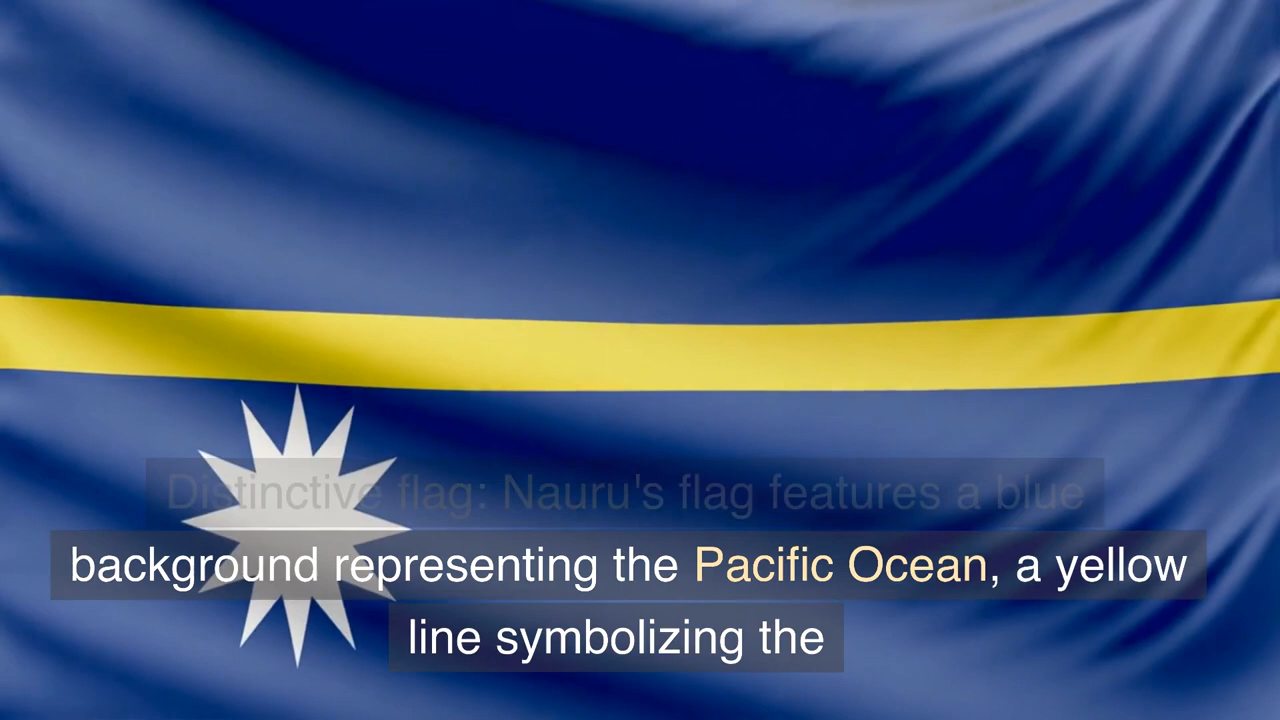 Distinctive flag: Nauru's flag features a blue
background representing the Pacific Ocean, a yellow
line symbolizing the